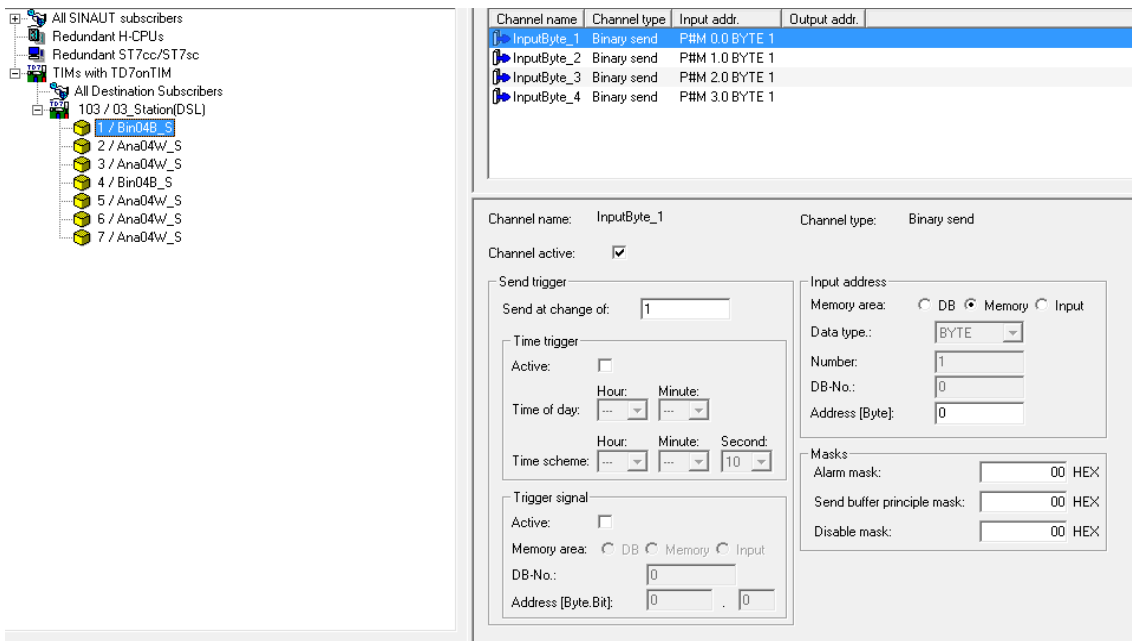 All SINAUT subscribers
Redundant H-CPUs
Redundant ST7cc/ST7sc
TIMs with TD7onTIM
All Destination Subscribers
103 / 03_Station(DSL)
1 / Bin04B_S
2 / Ana04W_S
3 / Ana04W_S
4 / Bin04B_S
5 / Ana04W_S
6 / Ana04W_S
7 / Ana04W_S
Channel name Channel type Input addr. Output addr.
InputByte_1 Binary send P#M 0.0 BYTE 1
InputByte_2 Binary send P#M 1.0 BYTE 1
InputByte_3 Binary send P#M 2.0 BYTE 1
InputByte_4 Binary send P#M 3.0 BYTE 1
Channel name: InputByte_1 Channel type: Binary send
Channel active:
Send trigger
Send at change of: 1
Time trigger
Active:
Hour: Minute:
Time of day: --- ---
Hour: Minute: Second:
Time scheme: --- --- 10
Trigger signal
Active:
Memory area: DB Memory Input
DB-No.: 0
Address [Byte.Bit]: 0 . 0
Input address
Memory area: DB Memory Input
Data type.: BYTE
Number: 1
DB-No.: 0
Address [Byte]: 0
Masks
Alarm mask: 00 HEX
Send buffer principle mask: 00 HEX
Disable mask: 00 HEX